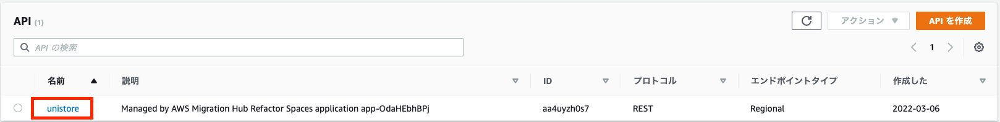 API (1)
アクション
API を作成
API の検索
1
名前 説明 ID プロトコル エンドポイントタイプ 作成した
unistore Managed by AWS Migration Hub Refactor Spaces application app-OdaHEbhBPj aa4uyzh0s7 REST Regional 2022-03-06